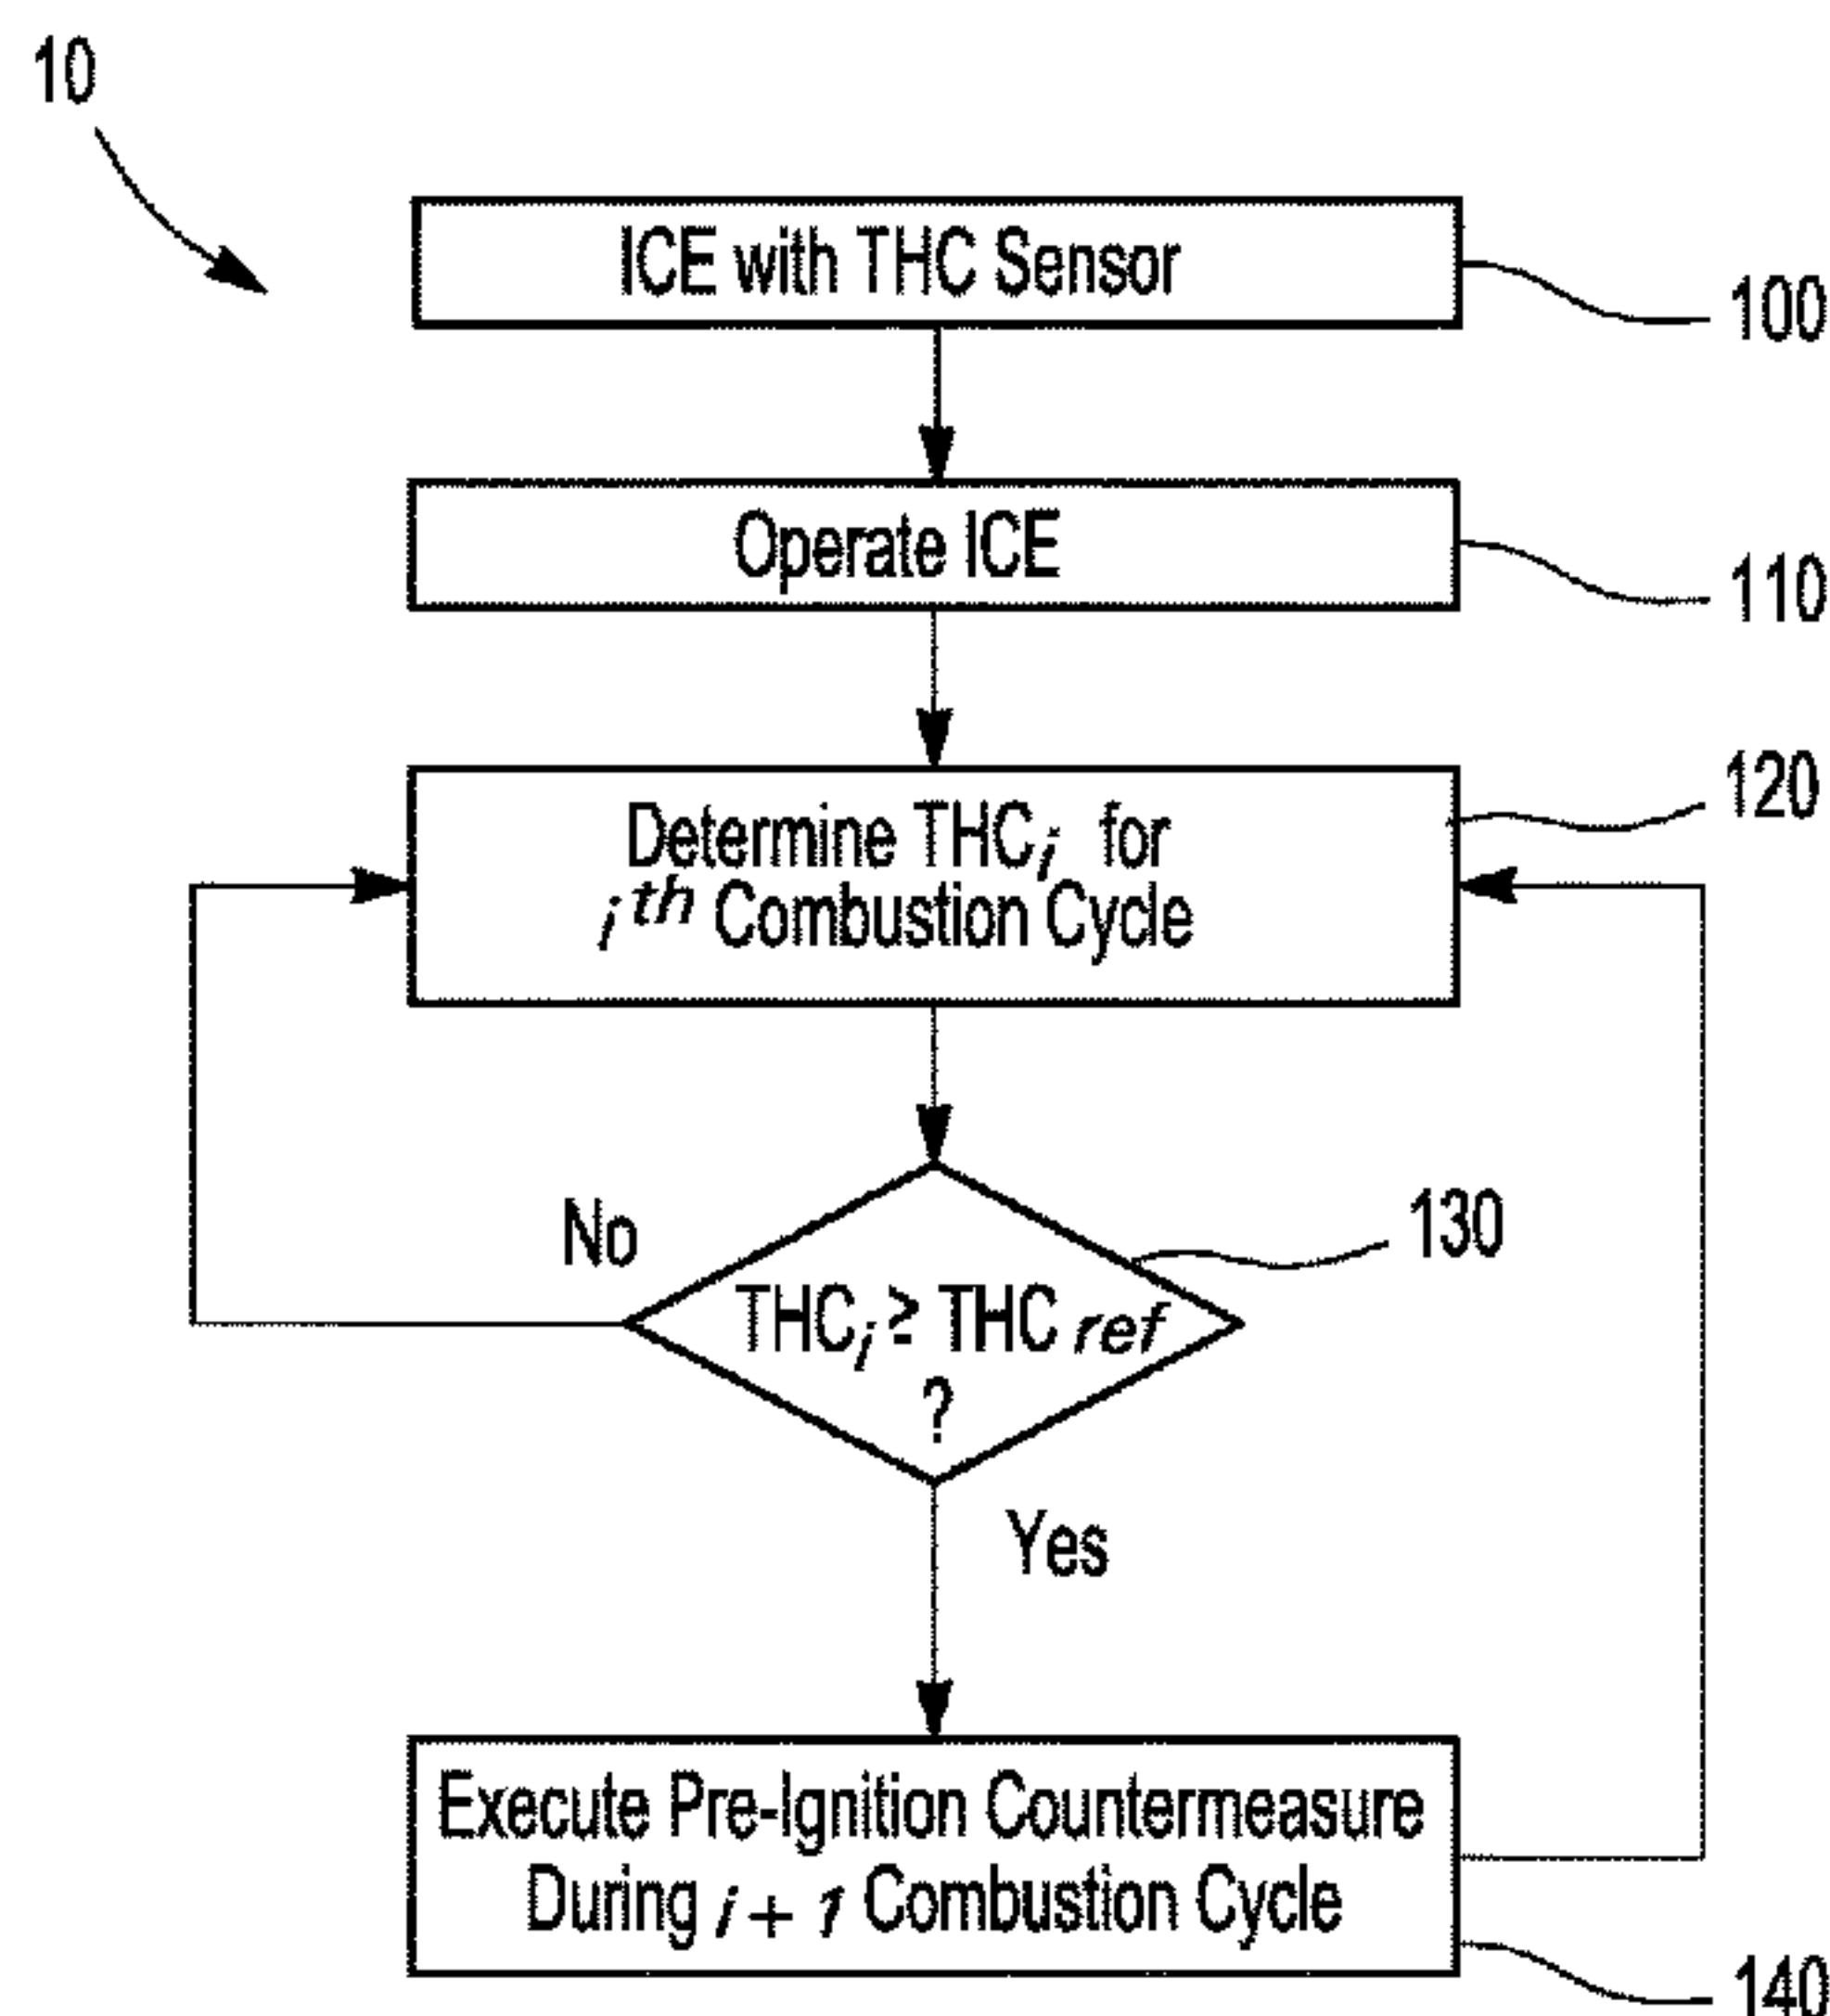 10
ICE with THC Sensor
100
Operate ICE
110
Determine THCi for
ith Combustion Cycle
120
No
THCi ≥ THC ref
?
130
Yes
Execute Pre-Ignition Countermeasure
During i + 1 Combustion Cycle
140